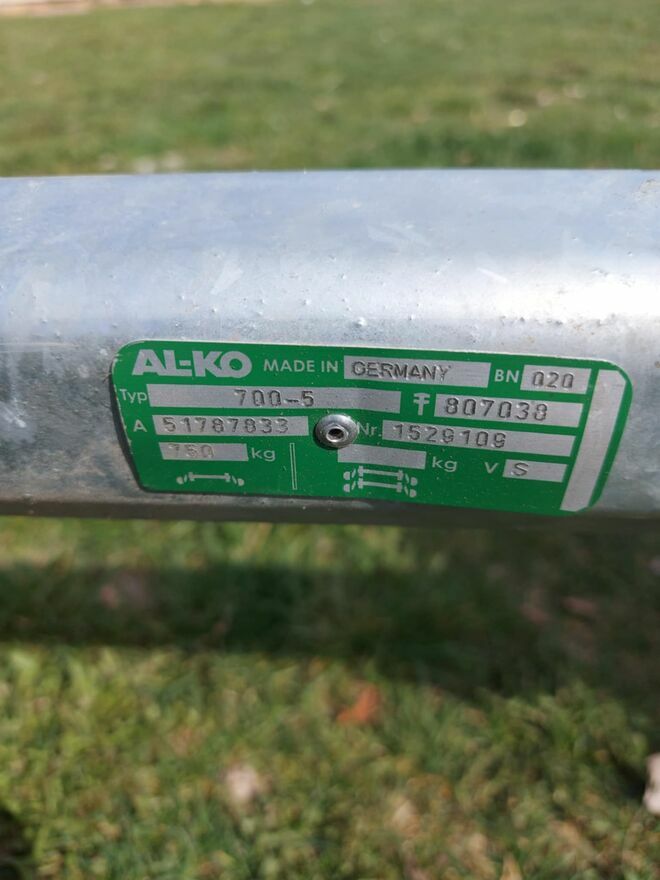 AL-KO MADE IN GERMANY BN 020
Typ 700-5 807038
A 51787833 Nr. 1529109
750 kg kg V S